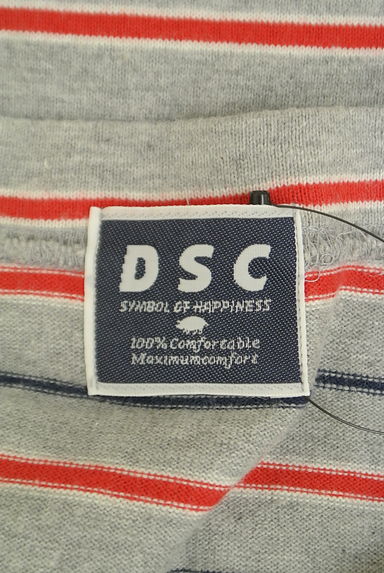 DSC
SYMBOL OF HAPPINESS
100% Comfortable
Maximumcomfort